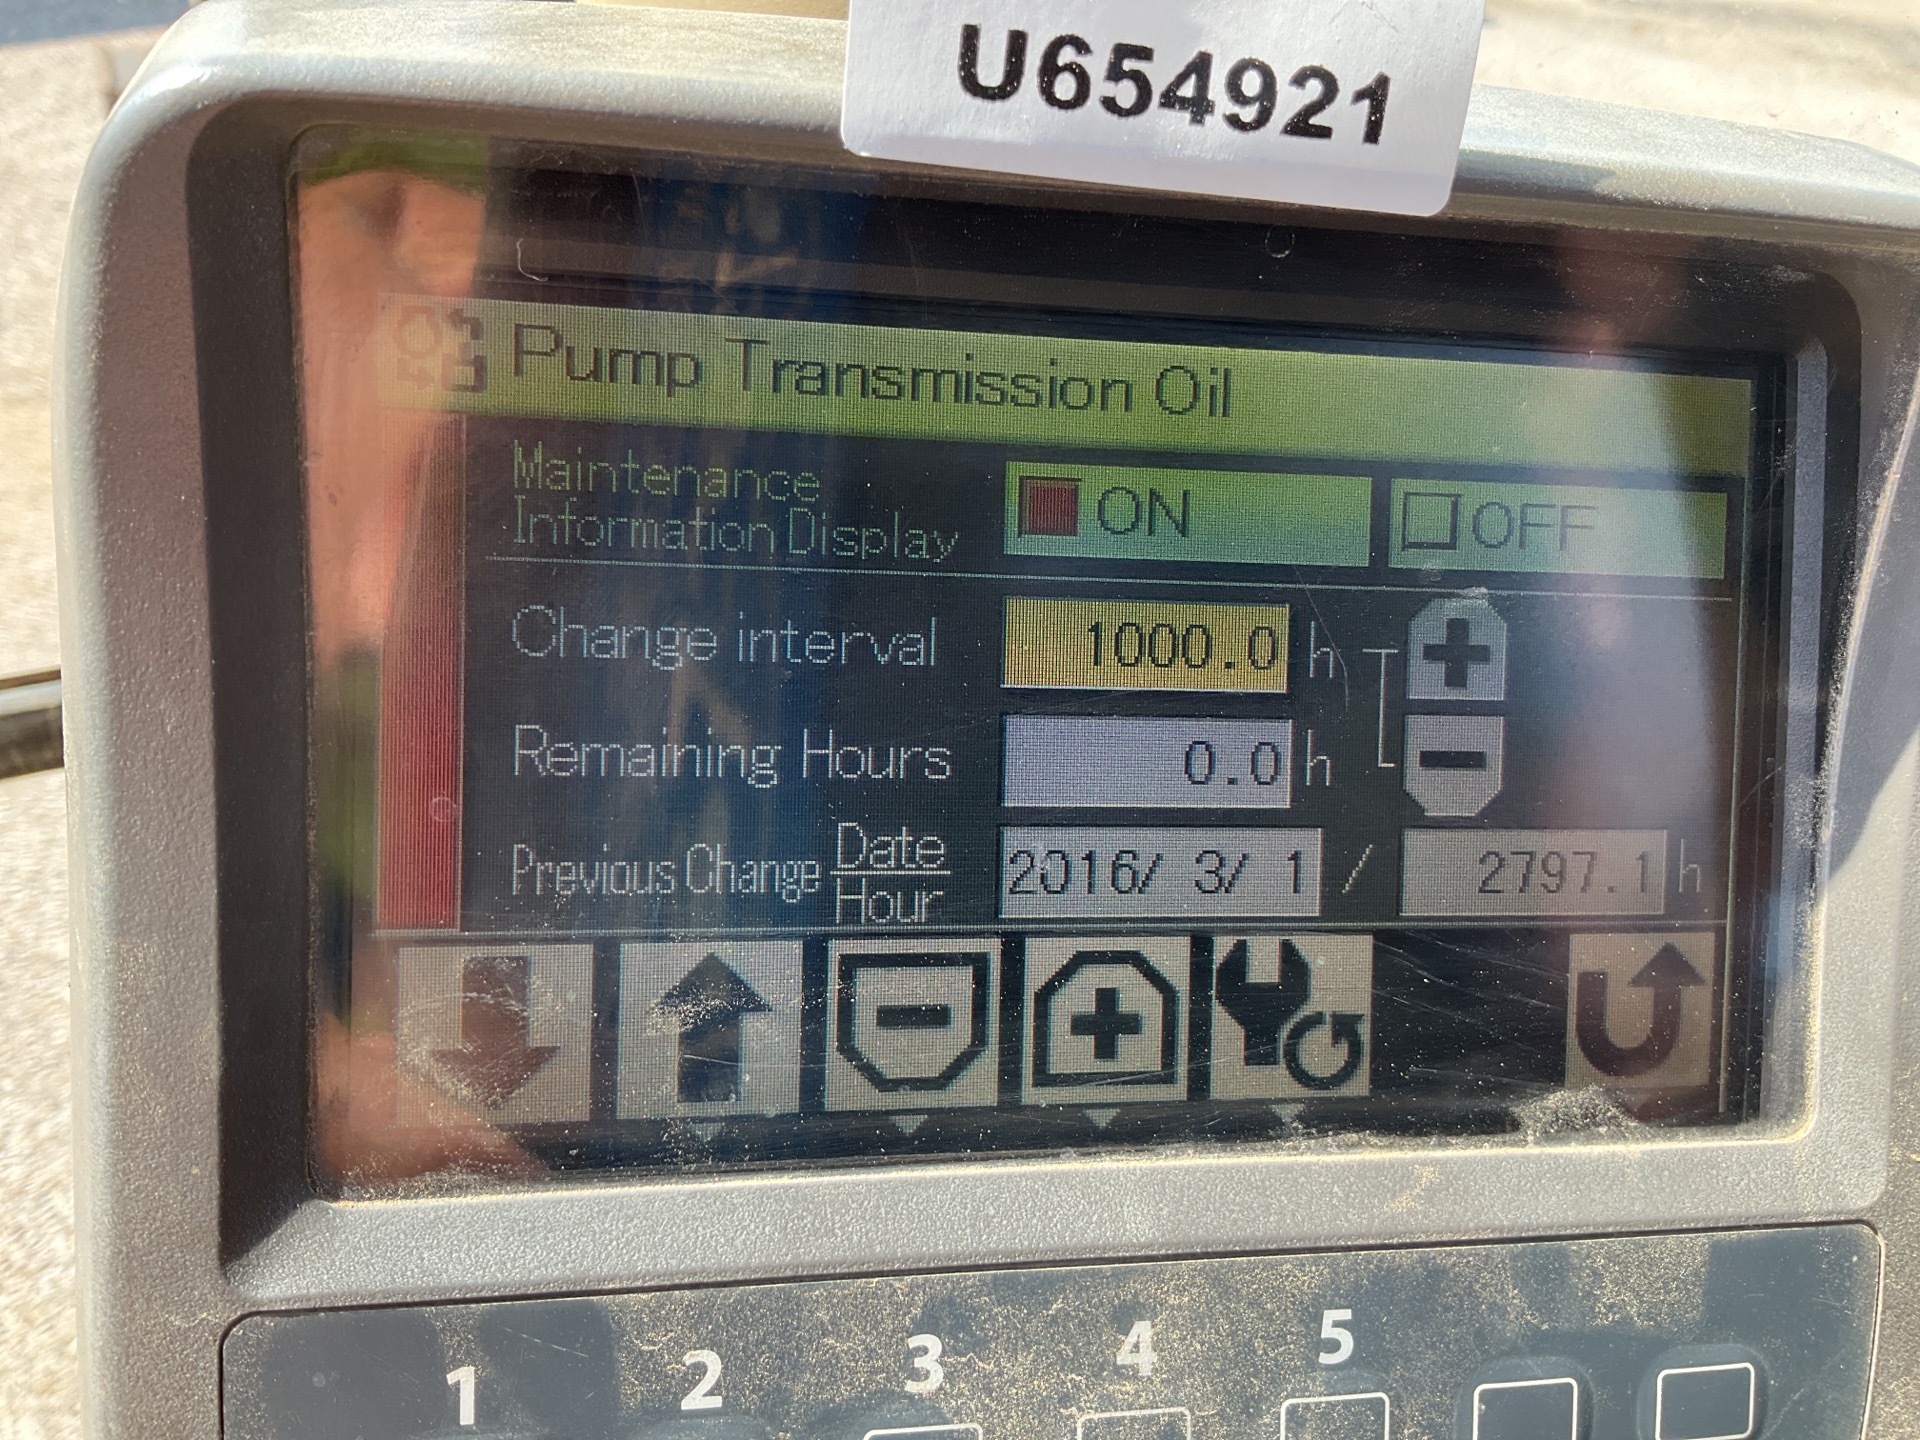 U654921
Pump Transmission Oil
Maintenance
Information Display
ON
OFF
Change interval 1000.0 h
Remaining Hours 0.0 h
Previous Change Date
Hour
2016/ 3/ 1 / 2797.1 h
1 2 3 4 5